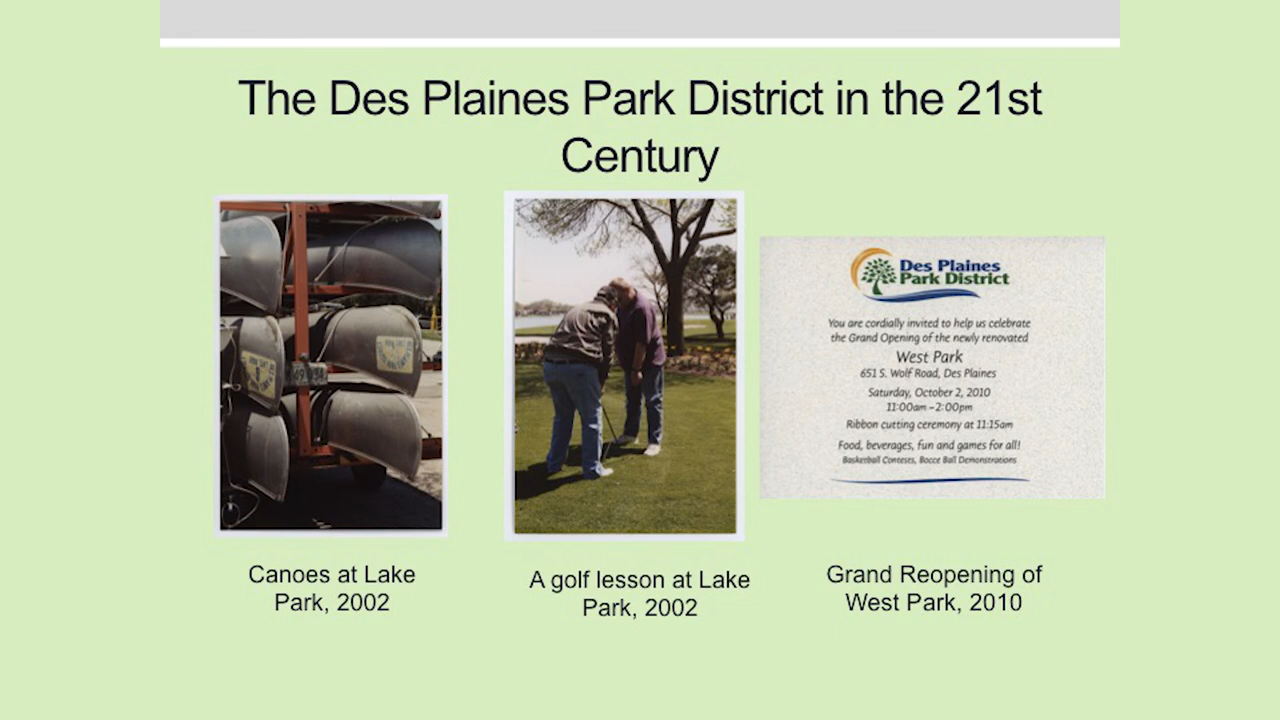 The Des Plaines Park District in the 21st
Century
Des Plaines
Park District
You are cordially invited to help us celebrate
the Grand Opening of the newly renovated
West Park
651 S. Wolf Road, Des Plaines
Saturday, October 2, 2010
11:00am – 2:00pm
Ribbon cutting ceremony at 11:15am
Food, beverages, fun and games for all!
Basketball Contests, Bocce Ball Demonstrations
Canoes at Lake
Park, 2002
A golf lesson at Lake
Park, 2002
Grand Reopening of
West Park, 2010